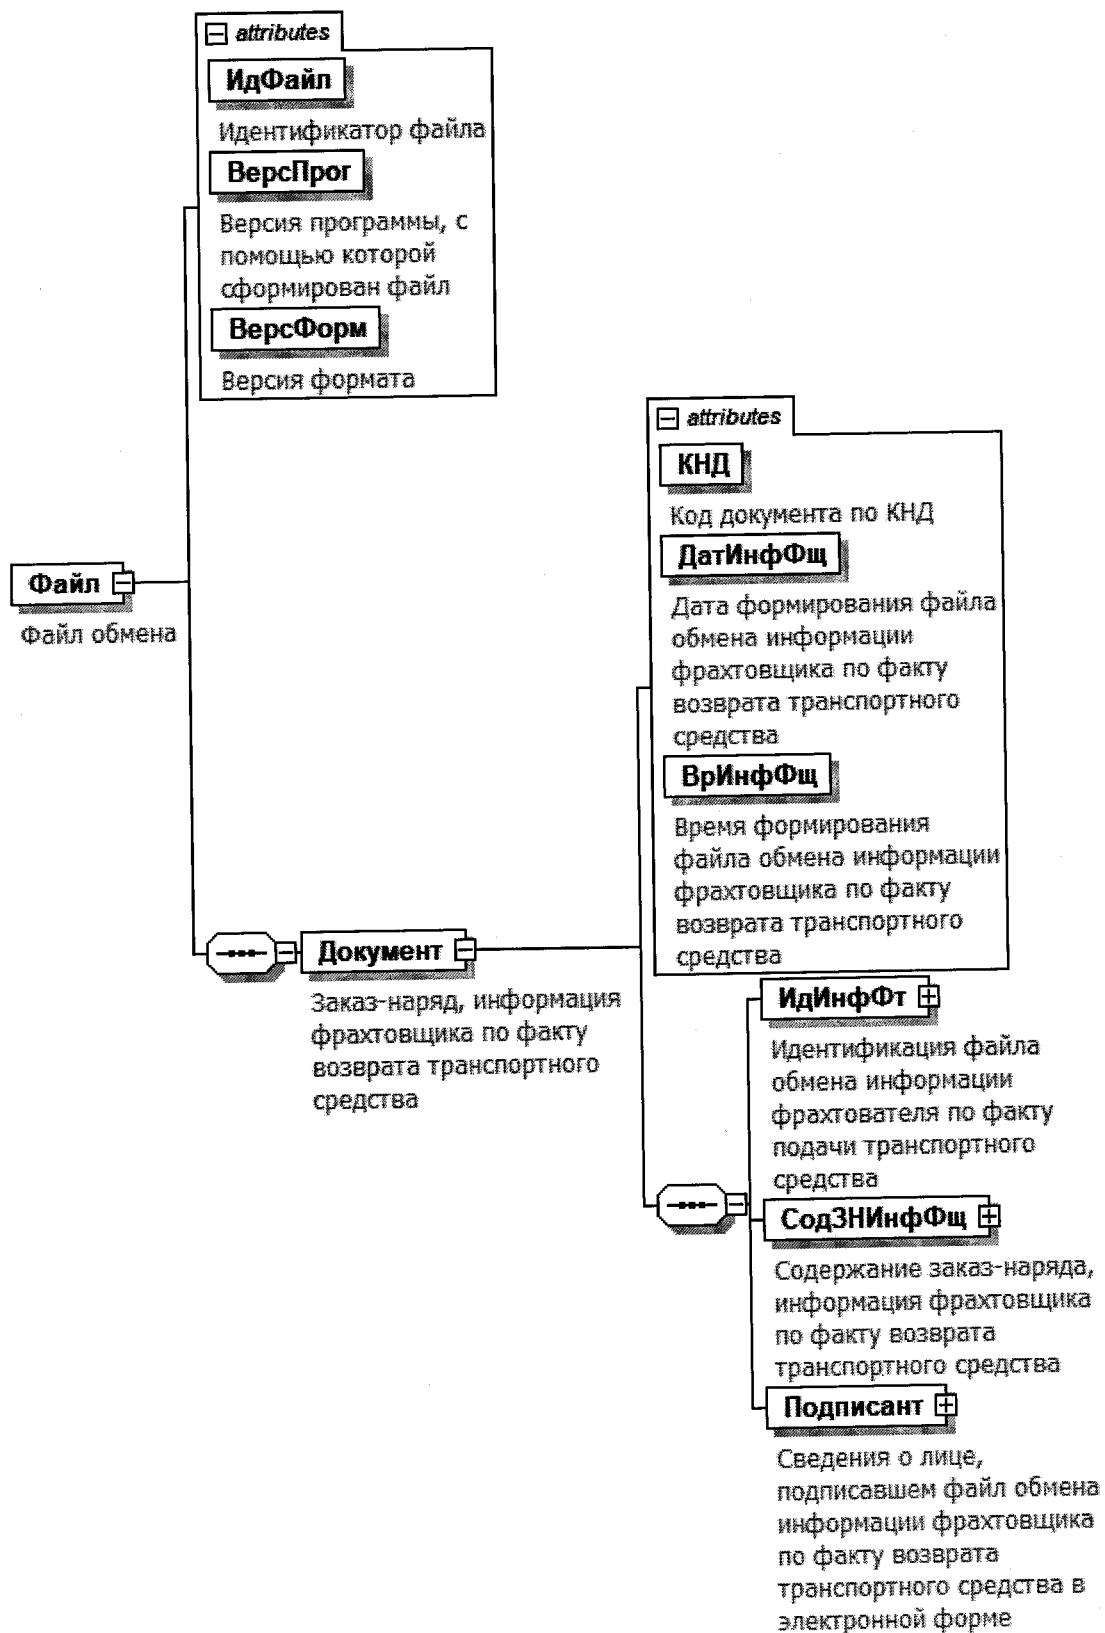 attributes
ИдФайл
Идентификатор файла
ВерсПрог
Версия программы, с
помощью которой
сформирован файл
ВерсФорм
Версия формата
Файл
Файл обмена
attributes
КНД
Код документа по КНД
ДатИнфФщ
Дата формирования файла
обмена информации
фрахтовщика по факту
возврата транспортного
средства
ВрИнфФщ
Время формирования
файла обмена информации
фрахтовщика по факту
возврата транспортного
средства
Документ
Заказ-наряд, информация
фрахтовщика по факту
возврата транспортного
средства
ИдИнфФт
Идентификация файла
обмена информации
фрахтователя по факту
подачи транспортного
средства
СодЗНИнфФщ
Содержание заказ-наряда,
информация фрахтовщика
по факту возврата
транспортного средства
Подписант
Сведения о лице,
подписавшем файл обмена
информации фрахтовщика
по факту возврата
транспортного средства в
электронной форме